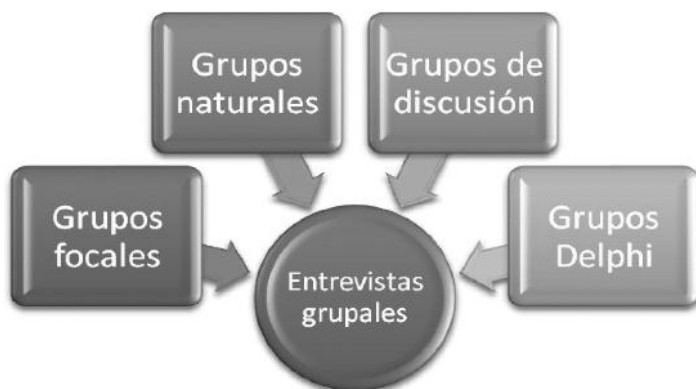 Grupos
naturales
Grupos de
discusión
Grupos
focales
Grupos
Delphi
Entrevistas
grupales